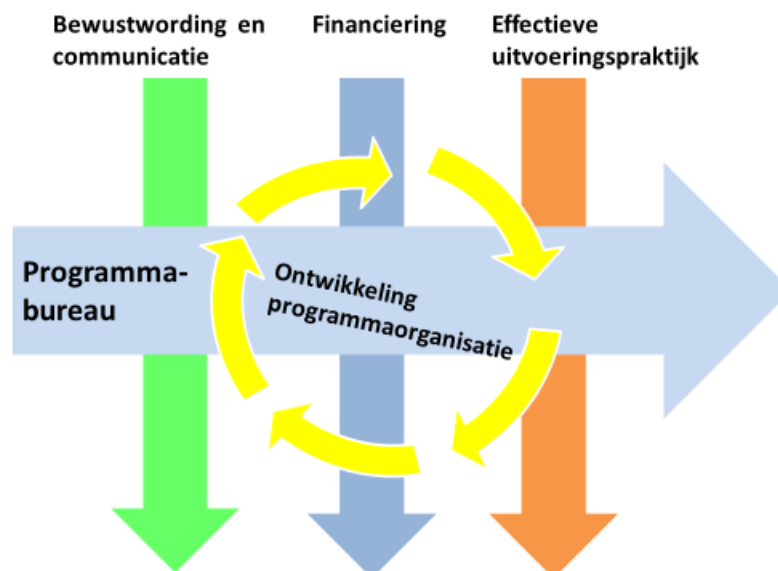 Bewustwording en
communicatie
Financiering
Effectieve
uitvoeringspraktijk
Programma-
bureau
Ontwikkeling
programmaorganisatie